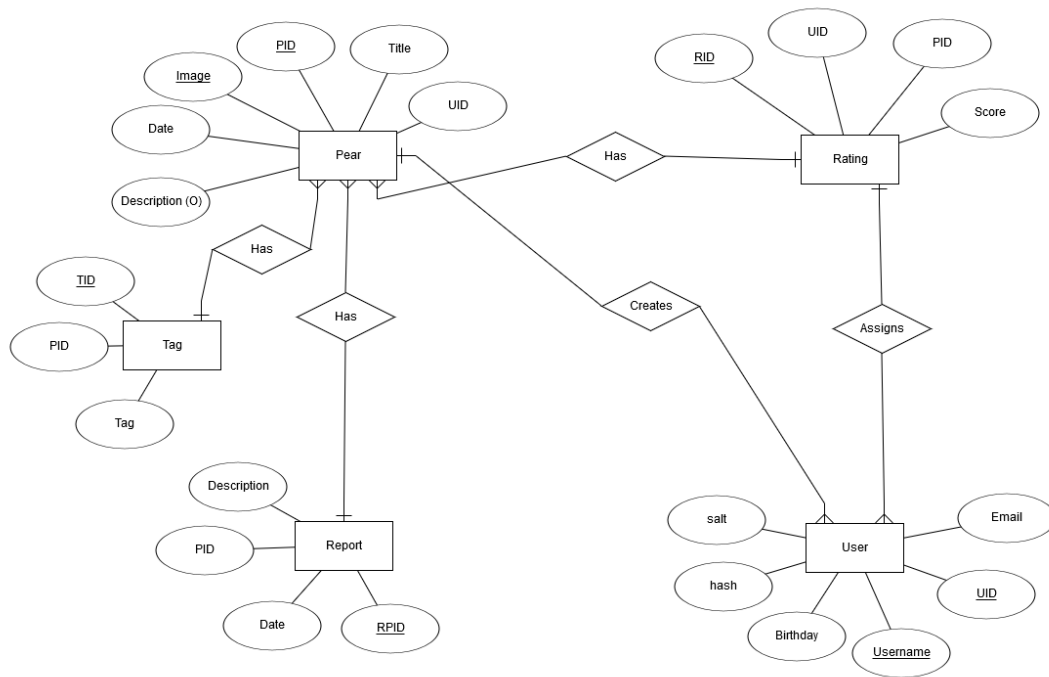 PID
Title
UID
Image
Date
Description (O)
Pear
Has
RID
UID
PID
Score
Rating
Has
TID
PID
Tag
Tag
Has
Creates
Assigns
Description
PID
Date
RPID
Report
salt
hash
Birthday
Username
UID
Email
User